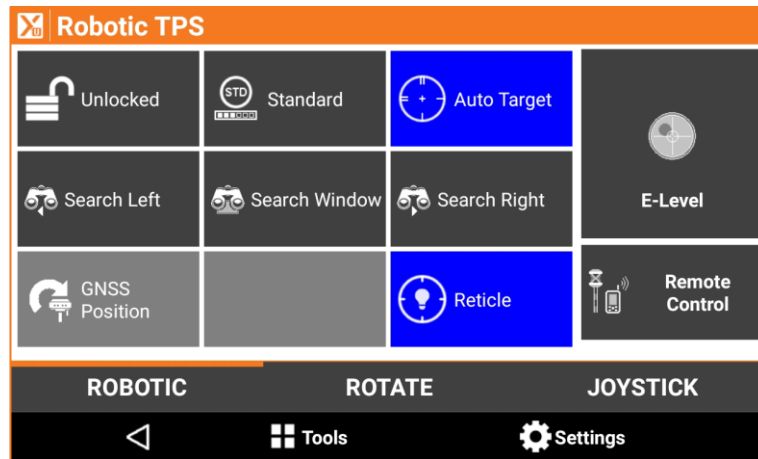 XU Robotic TPS
Unlocked
STD
Standard
Auto Target
Search Left
Search Window
Search Right
E-Level
GNSS
Position
Reticle
Remote
Control
ROBOTIC
ROTATE
JOYSTICK
Tools
Settings